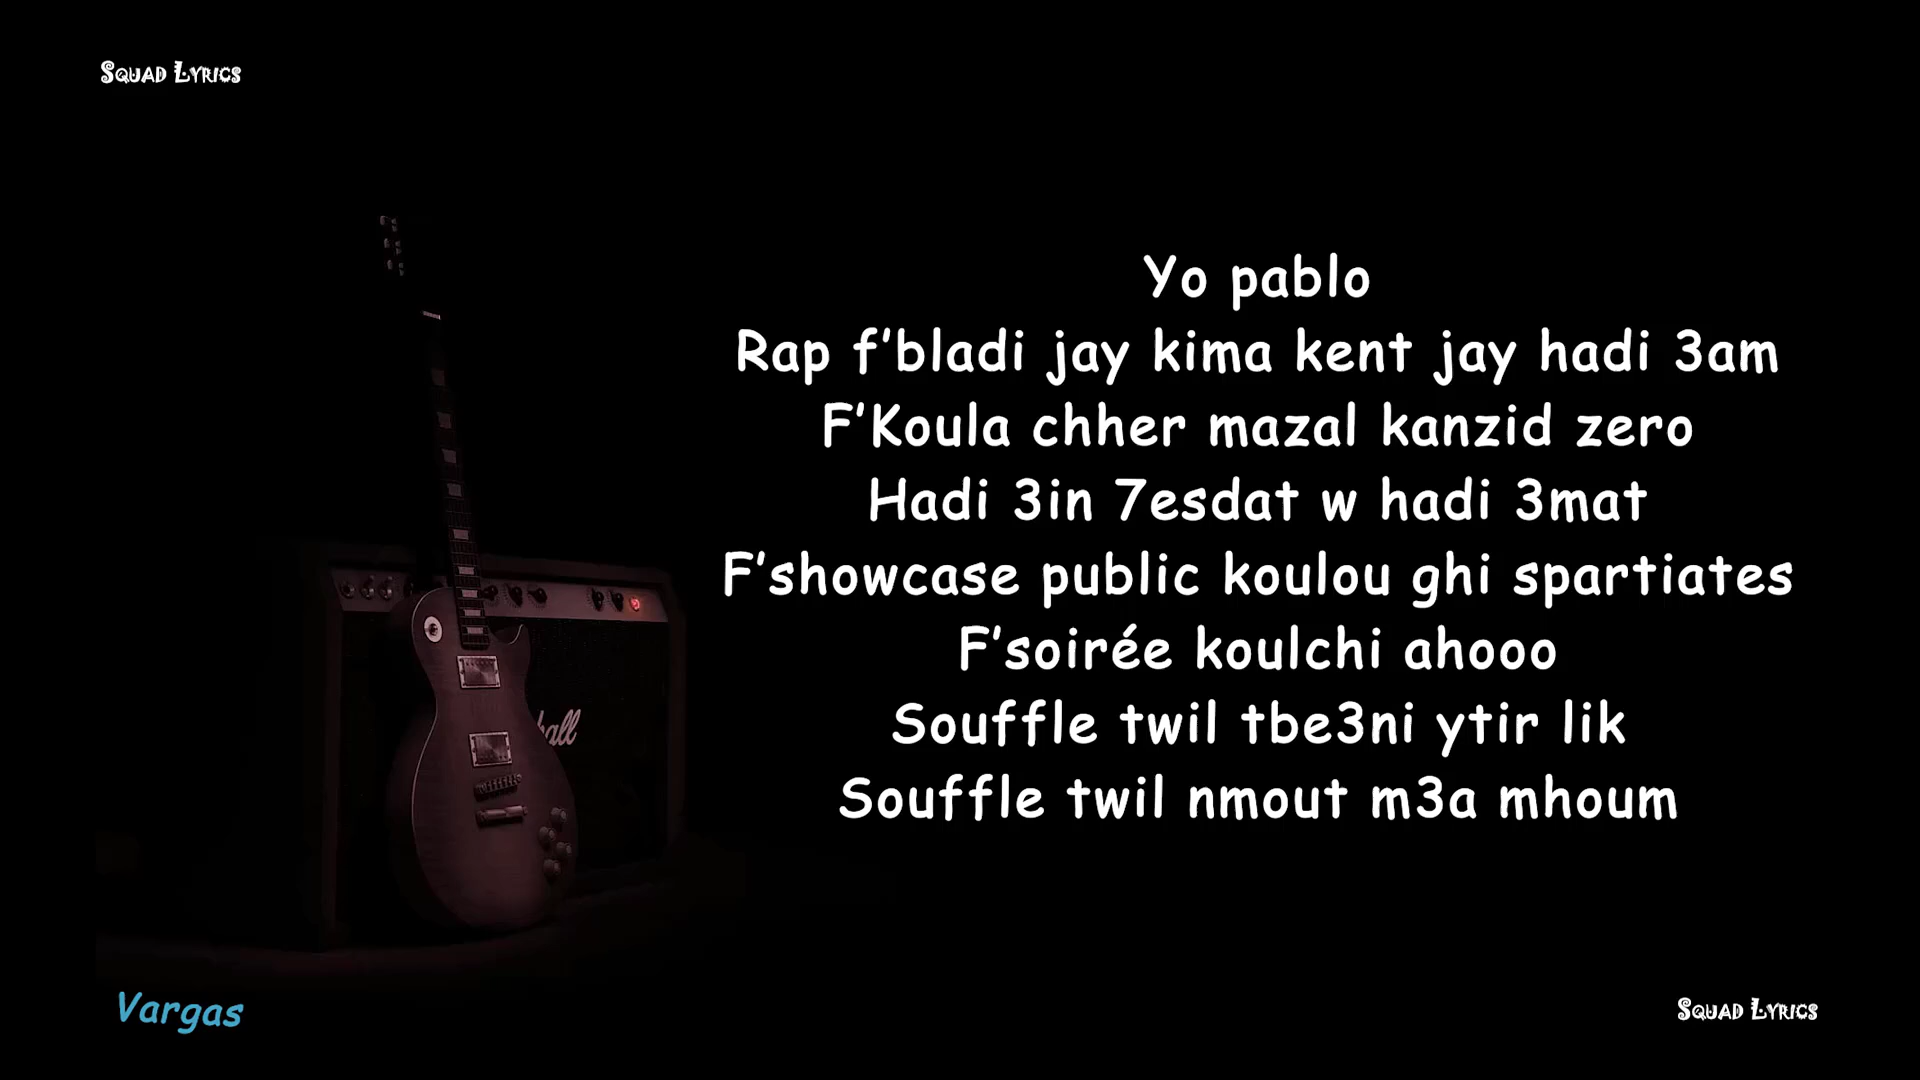 Squad Lyrics
Yo pablo
Rap f'bladi jay kima kent jay hadi 3am
F'Koula chher mazal kanzid zero
Hadi 3in 7esdat w hadi 3mat
F'showcase public koulou ghi spartiates
F'soirée koulchi ahooo
Souffle twil tbe3ni ytir lik
Souffle twil nmout m3a mhoum
Vargas
Squad Lyrics